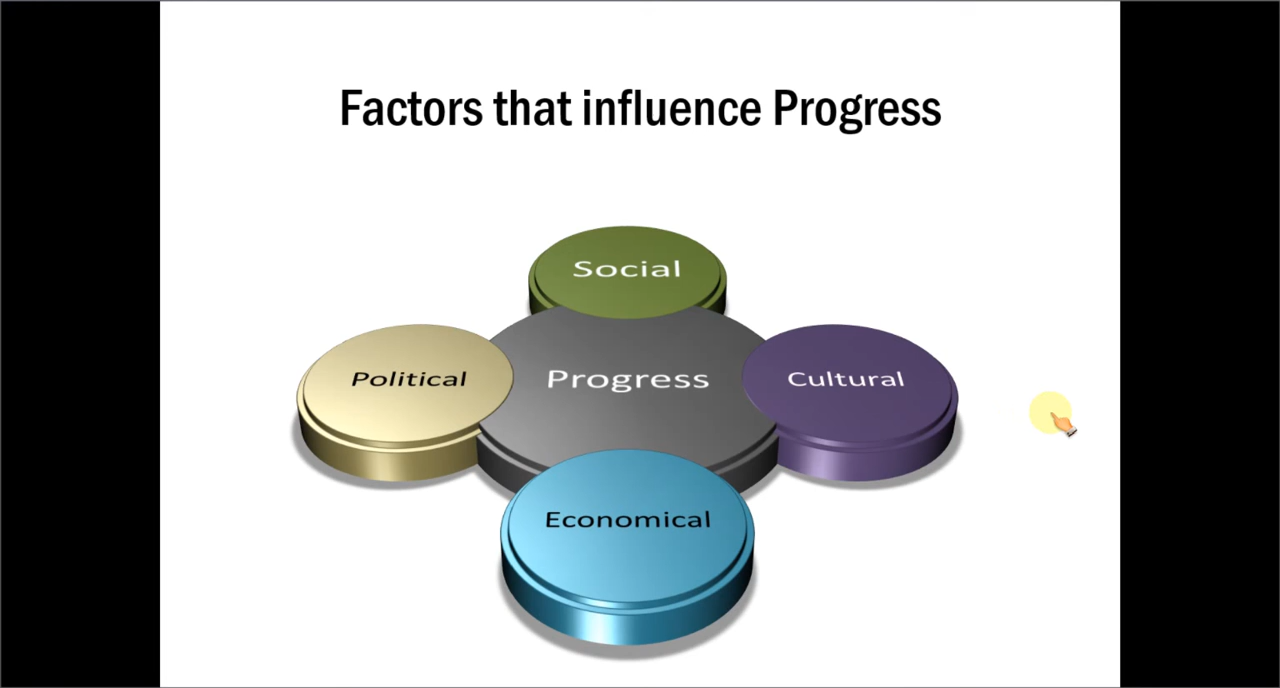 Factors that influence Progress
Social
Political
Progress
Cultural
Economical